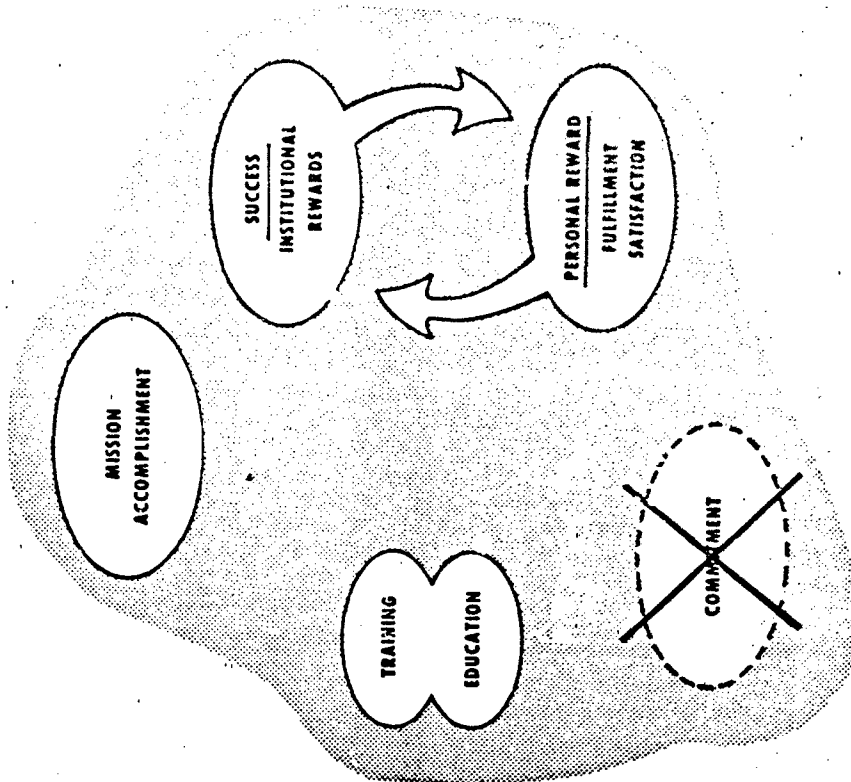 MISSION
ACCOMPLISHMENT
SUCCESS
INSTITUTIONAL
REWARDS
TRAINING
EDUCATION
PERSONAL REWARD
FULFILLMENT
SATISFACTION
COMMITMENT